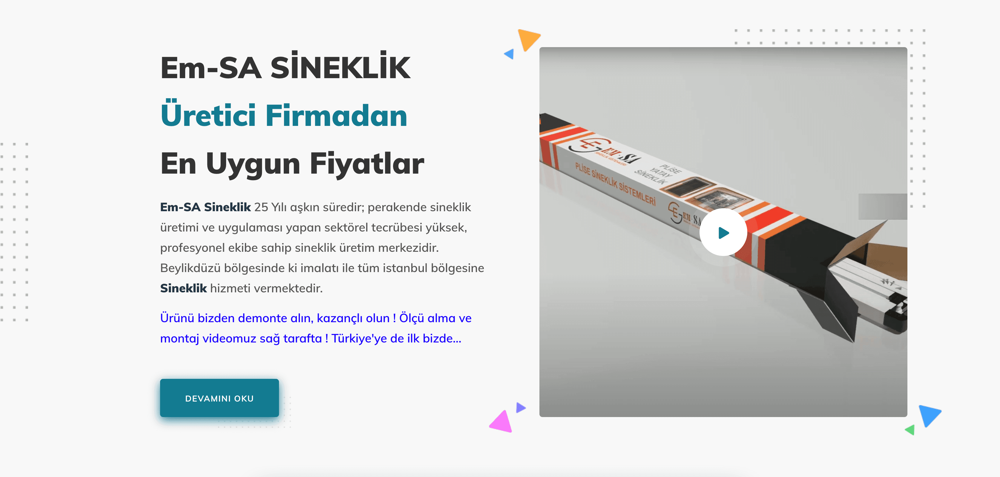 Em-SA SİNEKLİK
Üretici Firmadan
En Uygun Fiyatlar
Em-SA Sineklik 25 Yılı aşkın süredir; perakende sineklik
üretimi ve uygulaması yapan sektörel tecrübesi yüksek,
profesyonel ekibe sahip sineklik üretim merkezidir.
Beylikdüzü bölgesinde ki imalatı ile tüm istanbul bölgesine
Sineklik hizmeti vermektedir.
Ürünü bizden demonte alın, kazançlı olun ! Ölçü alma ve
montaj videomuz sağ tarafta ! Türkiye'ye de ilk bizde...
DEVAMINI OKU
EM-SA
SİNEKLİK SİSTEMLERİ
PLİSE
YATAY
SİNEKLİK
PLİSE SİNEKLİK SİSTEMLERİ
EM-SA